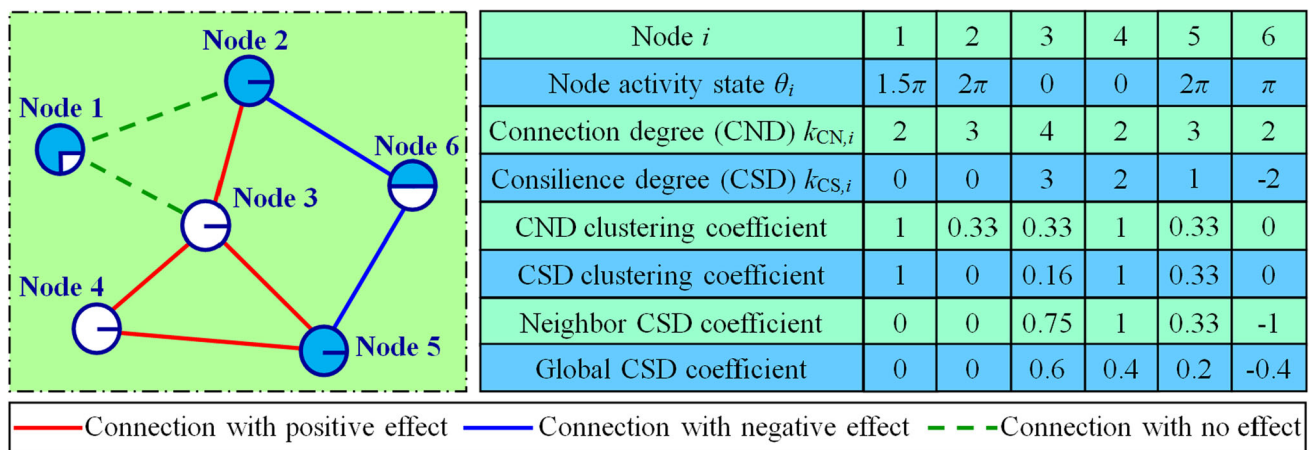 Node 2
Node 1
Node 6
Node 3
Node 4
Node 5
Node i 1 2 3 4 5 6
Node activity state θi 1.5π 2π 0 0 2π π
Connection degree (CND) kCN,i 2 3 4 2 3 2
Consilience degree (CSD) kCS,i 0 0 3 2 1 -2
CND clustering coefficient 1 0.33 0.33 1 0.33 0
CSD clustering coefficient 1 0 0.16 1 0.33 0
Neighbor CSD coefficient 0 0 0.75 1 0.33 -1
Global CSD coefficient 0 0 0.6 0.4 0.2 -0.4
Connection with positive effect Connection with negative effect Connection with no effect